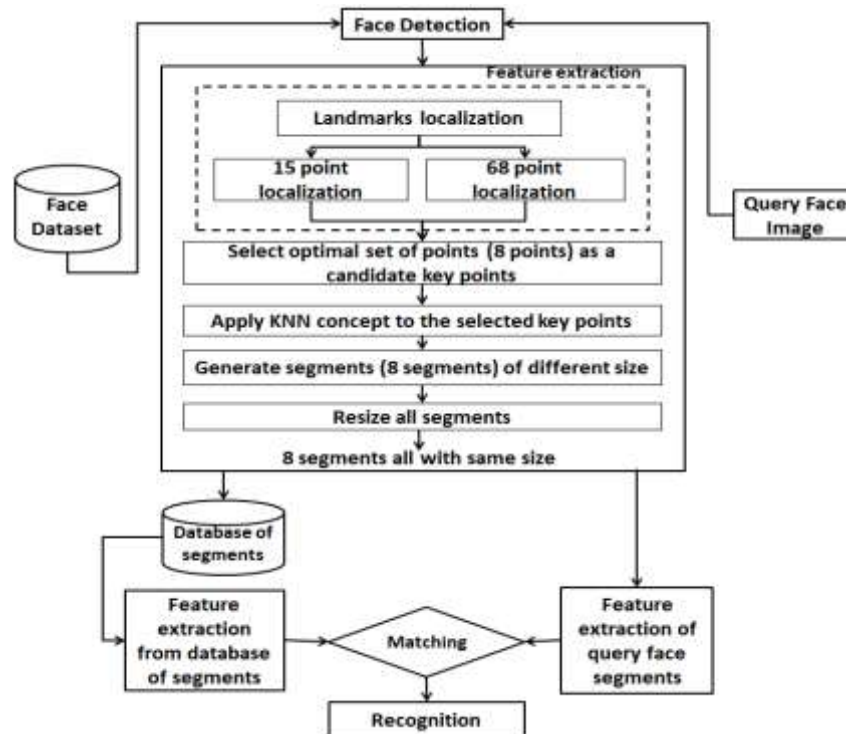 Face Detection
Feature extraction
Landmarks localization
15 point
localization
68 point
localization
Face
Dataset
Query Face
Image
Select optimal set of points (8 points) as a
candidate key points
Apply KNN concept to the selected key points
Generate segments (8 segments) of different size
Resize all segments
8 segments all with same size
Database of
segments
Feature
extraction
from database
of segments
Matching
Feature
extraction of
query face
segments
Recognition